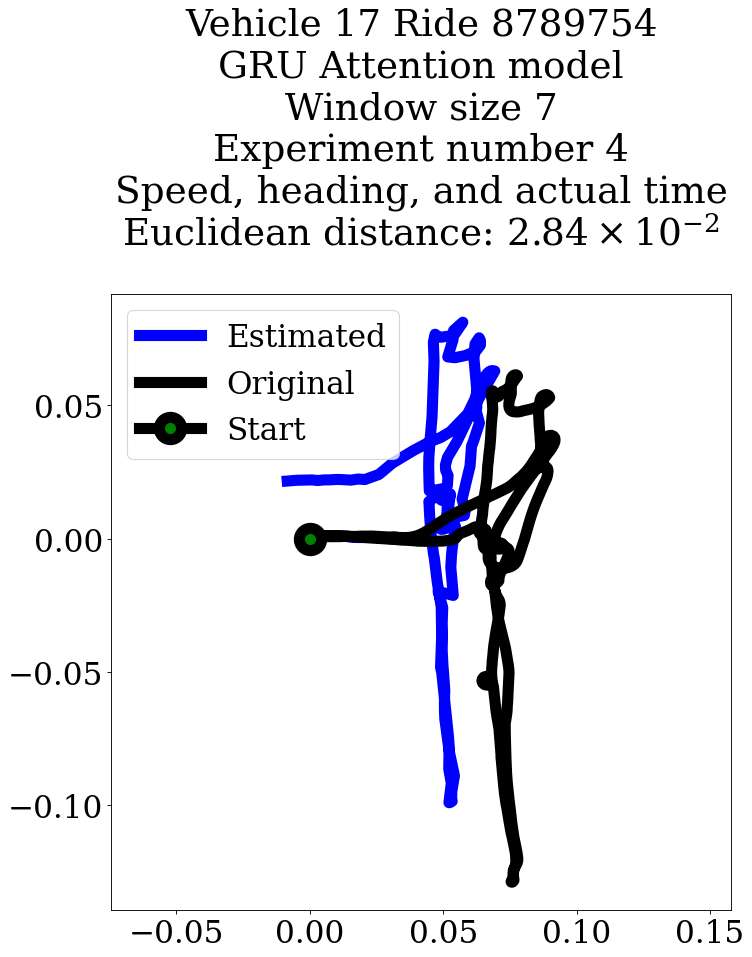 Vehicle 17 Ride 8789754
GRU Attention model
Window size 7
Experiment number 4
Speed, heading, and actual time
Euclidean distance: 2.84 × 10⁻²
Estimated
Original
Start
0.05
0.00
−0.05
−0.10
−0.05 0.00 0.05 0.10 0.15